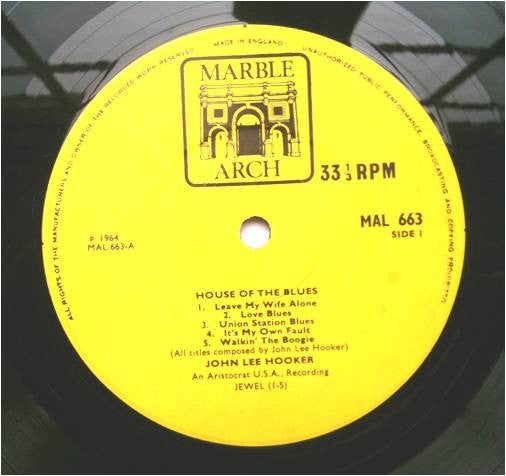 ALL RIGHTS OF THE MANUFACTURERS AND OWNER OF THE RECORDED WORK RESERVED
MADE IN ENGLAND
UNAUTHORIZED PUBLIC PERFORMANCE, BROADCASTING AND COPYING PROHIBITED
MARBLE
ARCH
33⅓ RPM
MAL 663
SIDE 1
P. 1964
MAL.663-A
HOUSE OF THE BLUES
1. Leave My Wife Alone
2. Love Blues
3. Union Station Blues
4. It's My Own Fault
5. Walkin' The Boogie
(All titles composed by John Lee Hooker)
JOHN LEE HOOKER
An Aristocrat U.S.A., Recording
JEWEL (1-5)